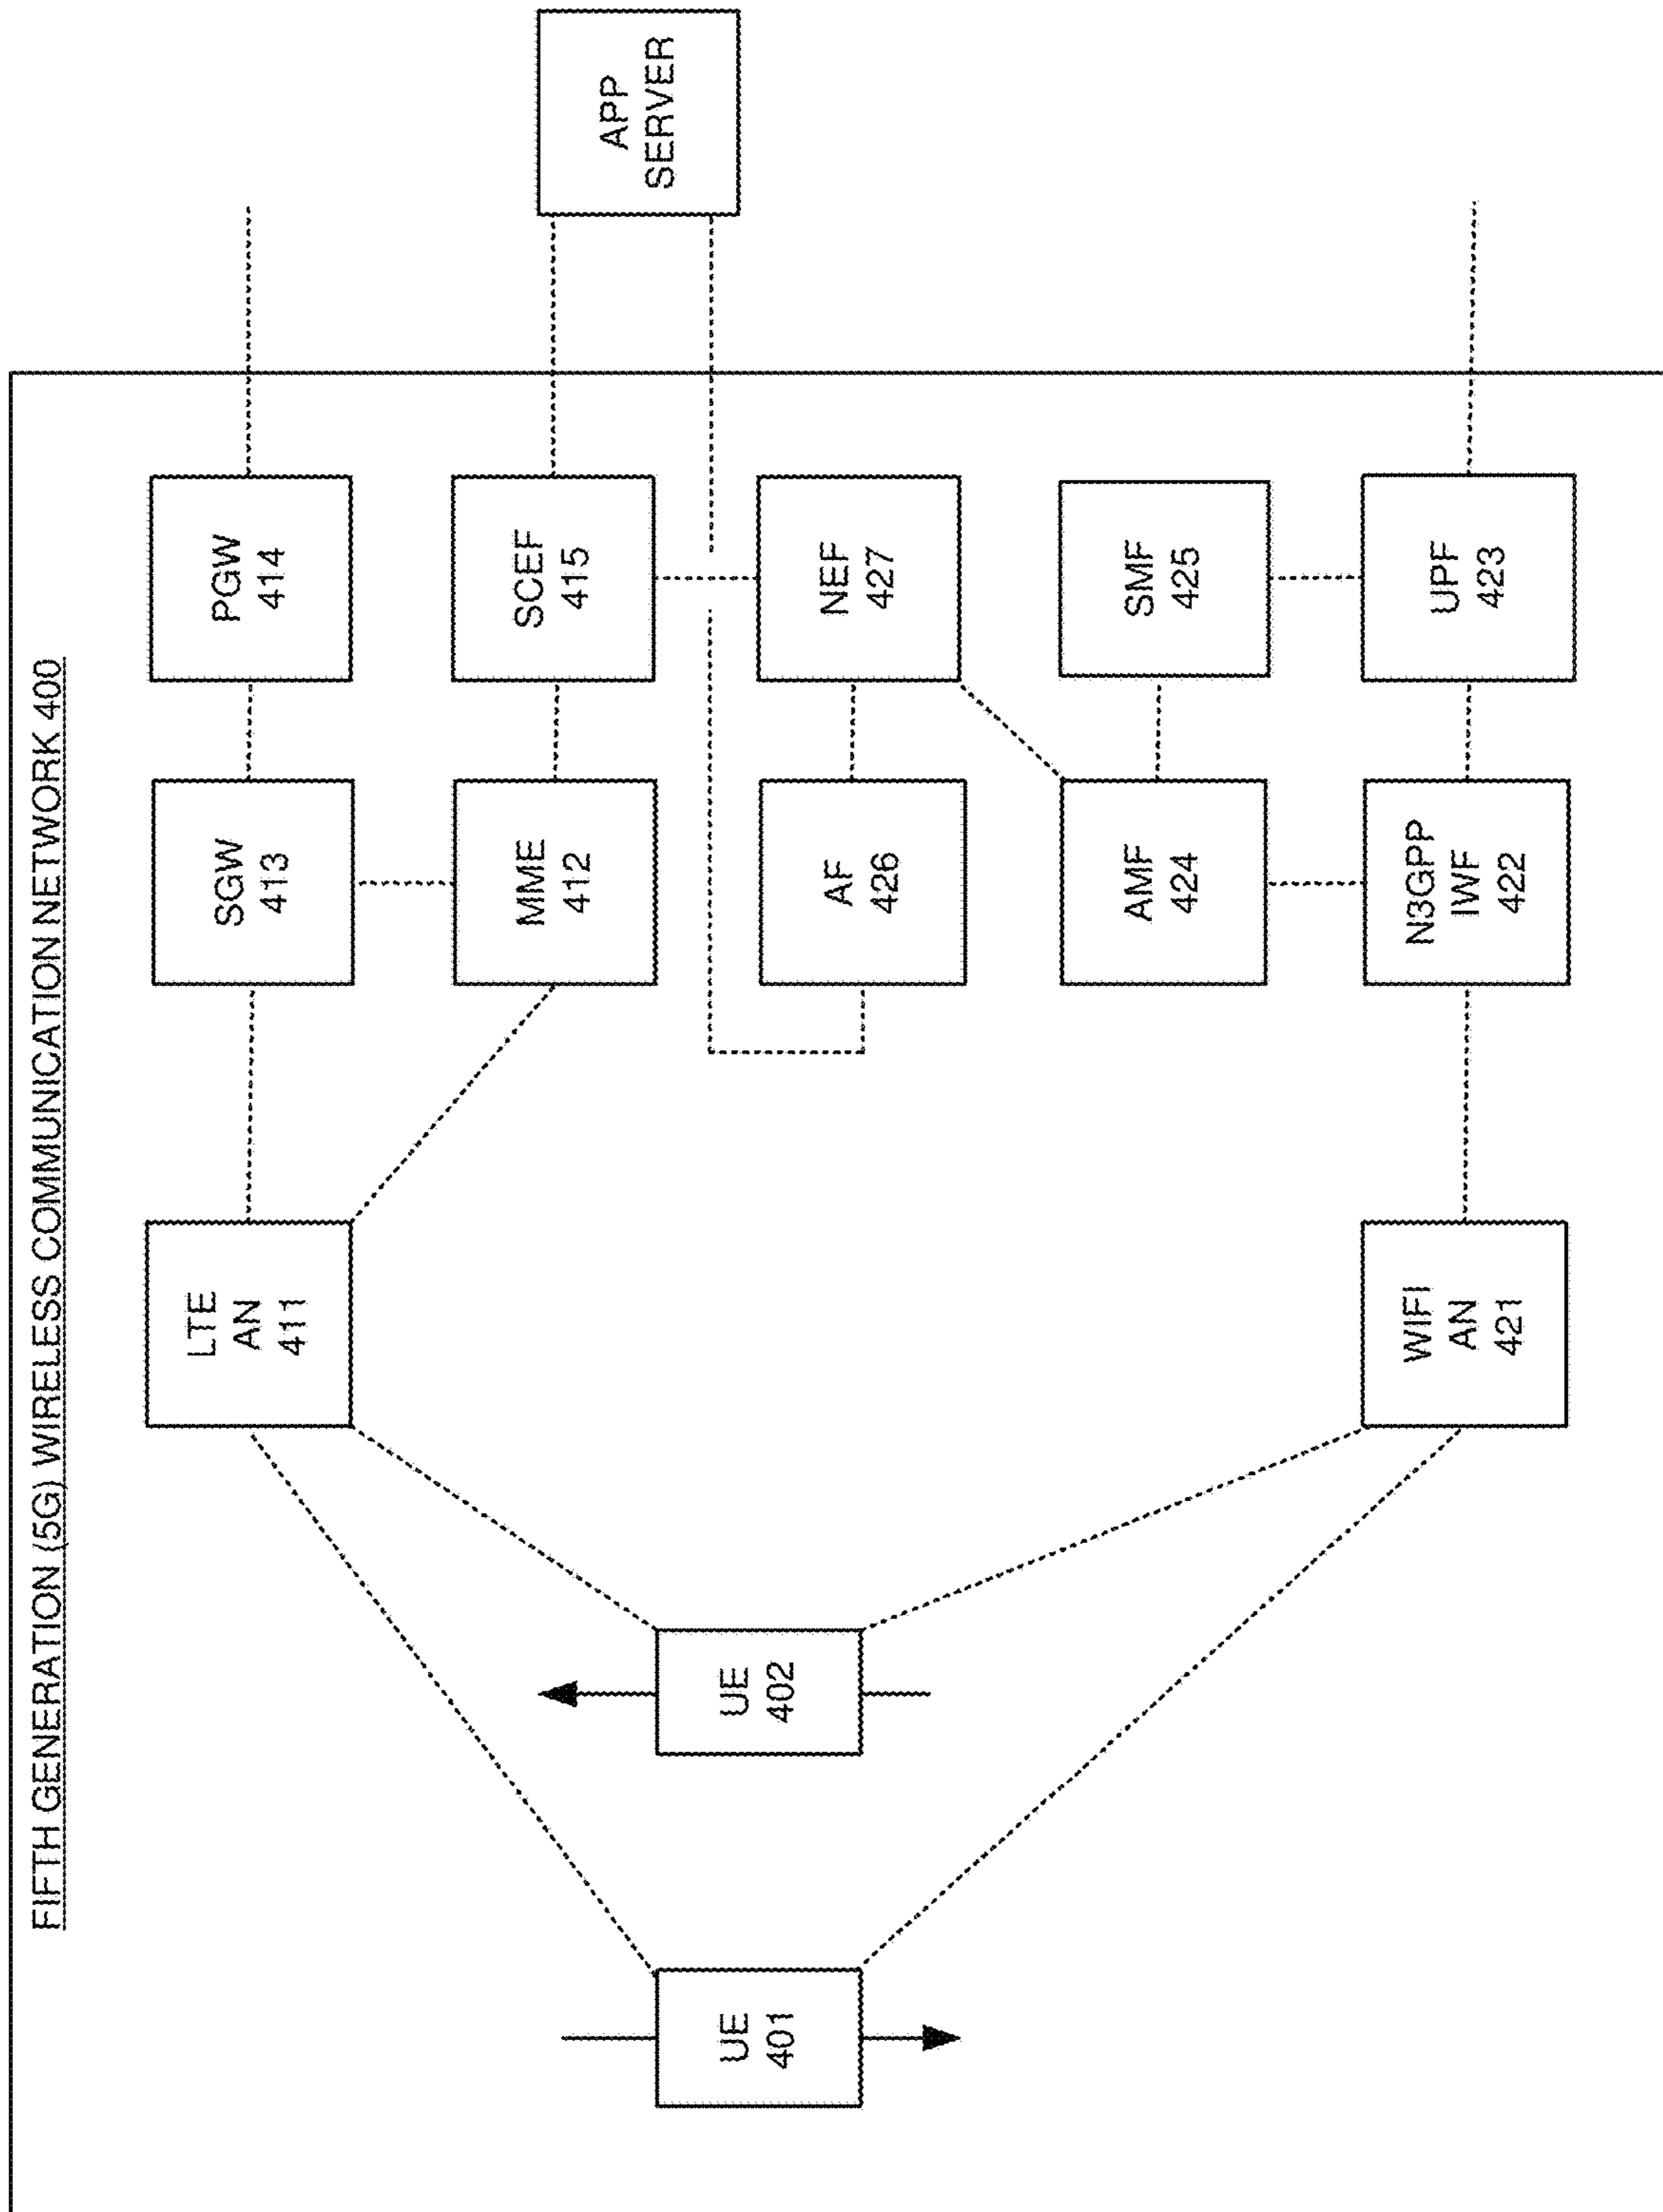 FIFTH GENERATION (5G) WIRELESS COMMUNICATION NETWORK 400
LTE
AN
411
SGW
413
PGW
414
MME
412
SCEF
415
APP
SERVER
UE
401
UE
402
AF
426
NEF
427
AMF
424
SMF
425
WIFI
AN
421
N3GPP
IWF
422
UPF
423